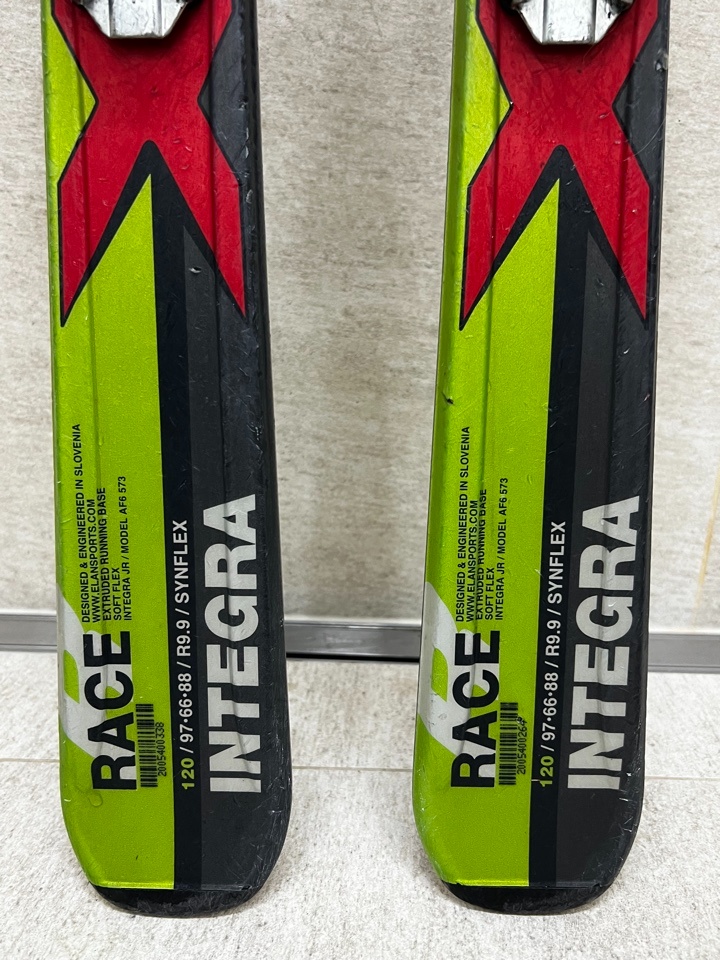 DESIGNED & ENGINEERED IN SLOVENIA
WWW.ELANSPORTS.COM
EXTRUDED RUNNING BASE
SOFT FLEX
INTEGRA JR / MODEL AF6 573
RACE
2005400338
120 / 97•66•88 / R9.9 / SYNFLEX
INTEGRA
DESIGNED & ENGINEERED IN SLOVENIA
WWW.ELANSPORTS.COM
EXTRUDED RUNNING BASE
SOFT FLEX
INTEGRA JR / MODEL AF6 573
RACE
2005400264
120 / 97•66•88 / R9.9 / SYNFLEX
INTEGRA